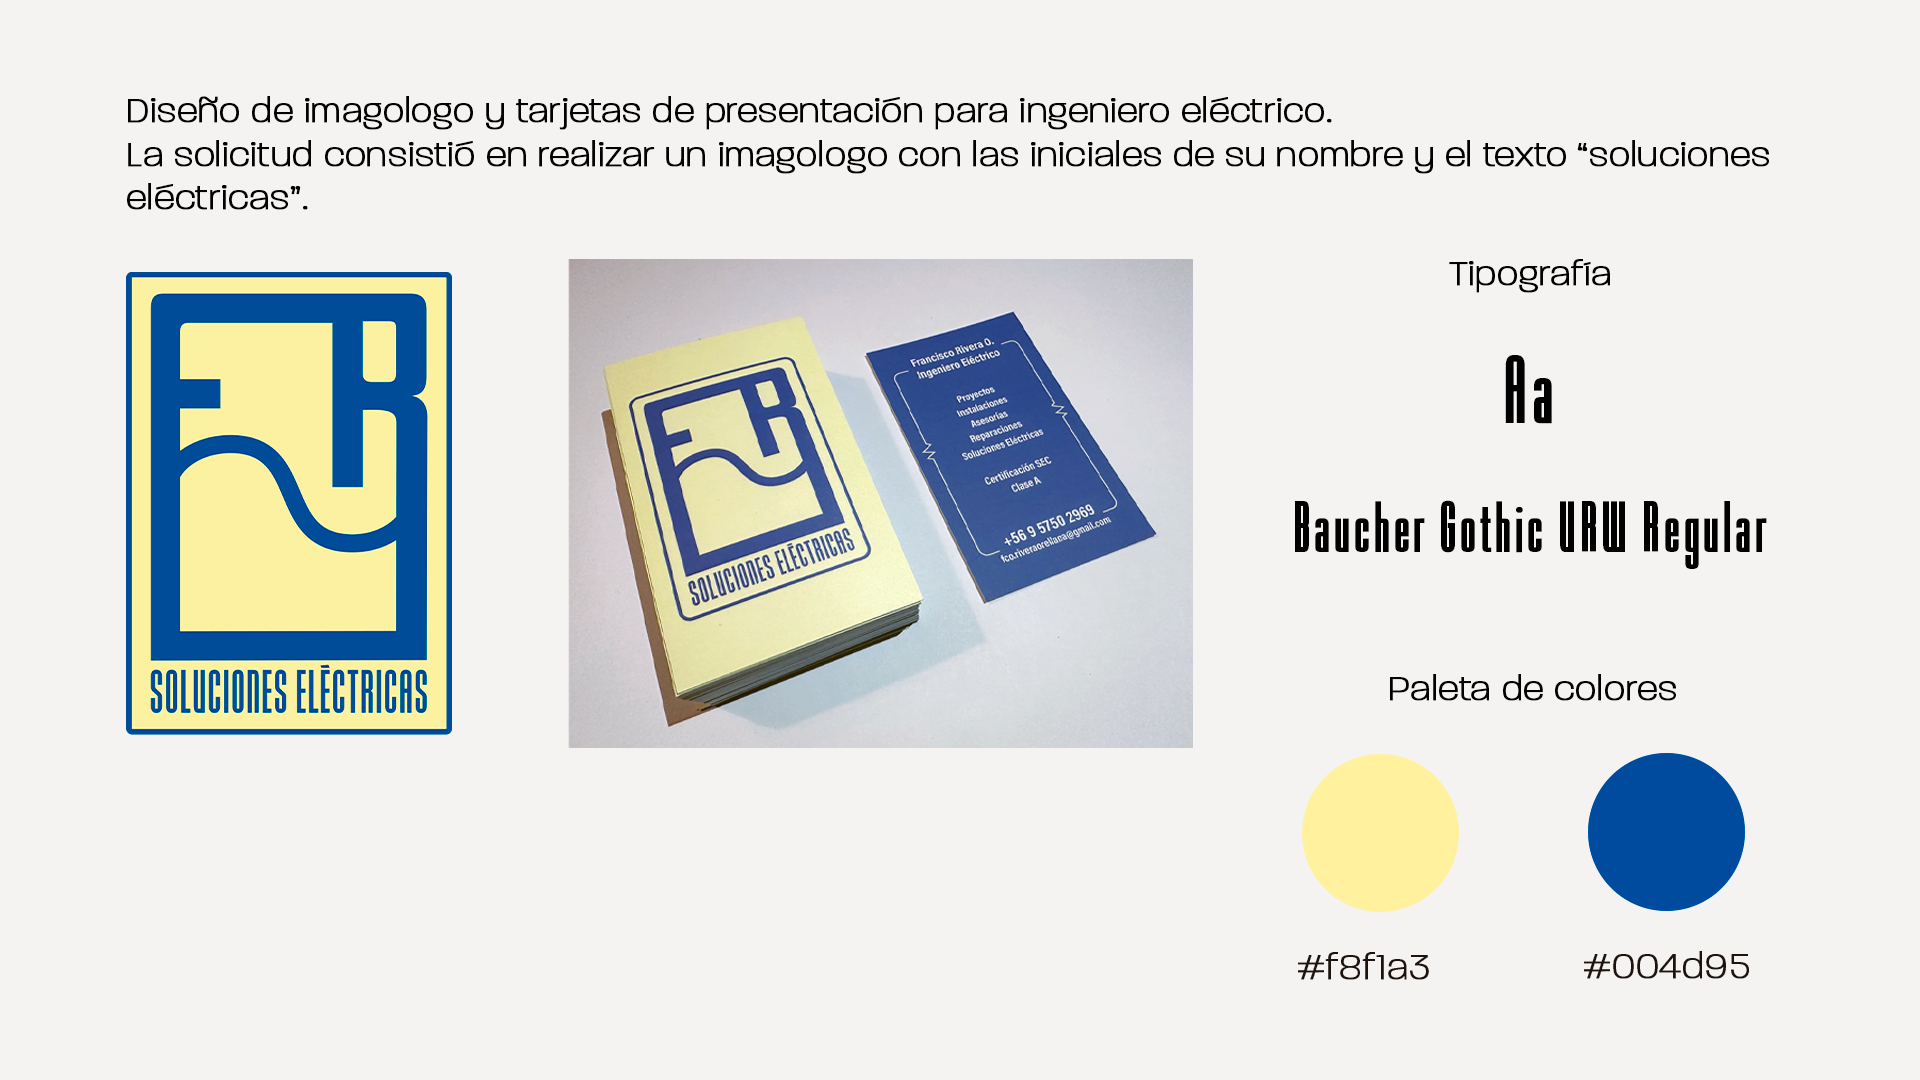 Diseño de imagologo y tarjetas de presentación para ingeniero eléctrico.
La solicitud consistió en realizar un imagologo con las iniciales de su nombre y el texto “soluciones
eléctricas”.
FR
SOLUCIONES ELÉCTRICAS
FR
SOLUCIONES ELÉCTRICAS
Francisco Rivera O.
Ingeniero Eléctrico
Proyectos
Instalaciones
Asesorías
Reparaciones
Soluciones Eléctricas
Certificación SEC
Clase A
+56 9 5750 2969
fco.riveraorellana@gmail.com
Tipografía
Aa
Baucher Gothic URW Regular
Paleta de colores
#f8f1a3
#004d95